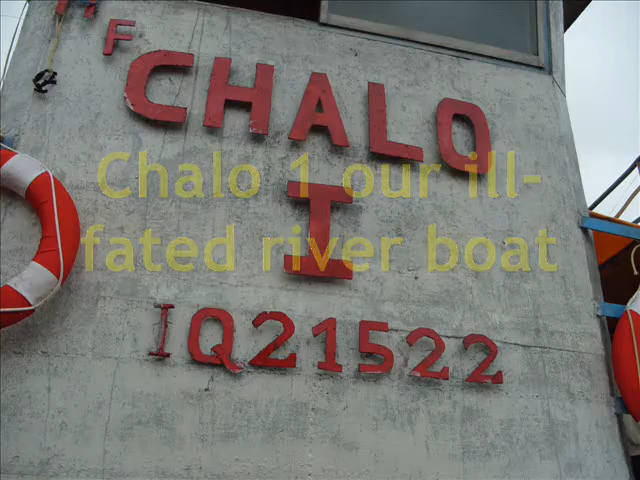 F
CHALO
Chalo 1 our ill-
I
fated river boat
IQ21522